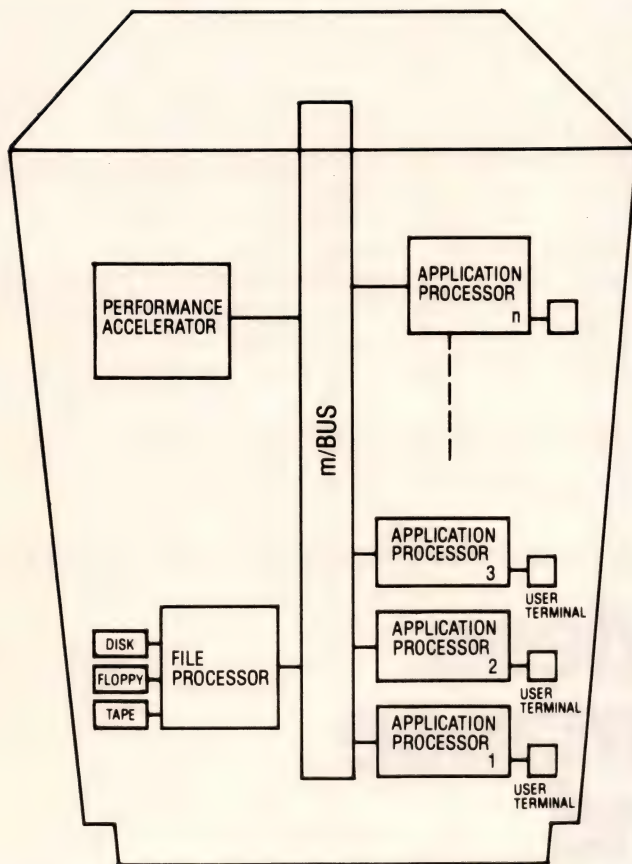 PERFORMANCE
ACCELERATOR
APPLICATION
PROCESSOR
n
m/BUS
APPLICATION
PROCESSOR
3
USER
TERMINAL
DISK
FLOPPY
TAPE
FILE
PROCESSOR
APPLICATION
PROCESSOR
2
USER
TERMINAL
APPLICATION
PROCESSOR
1
USER
TERMINAL